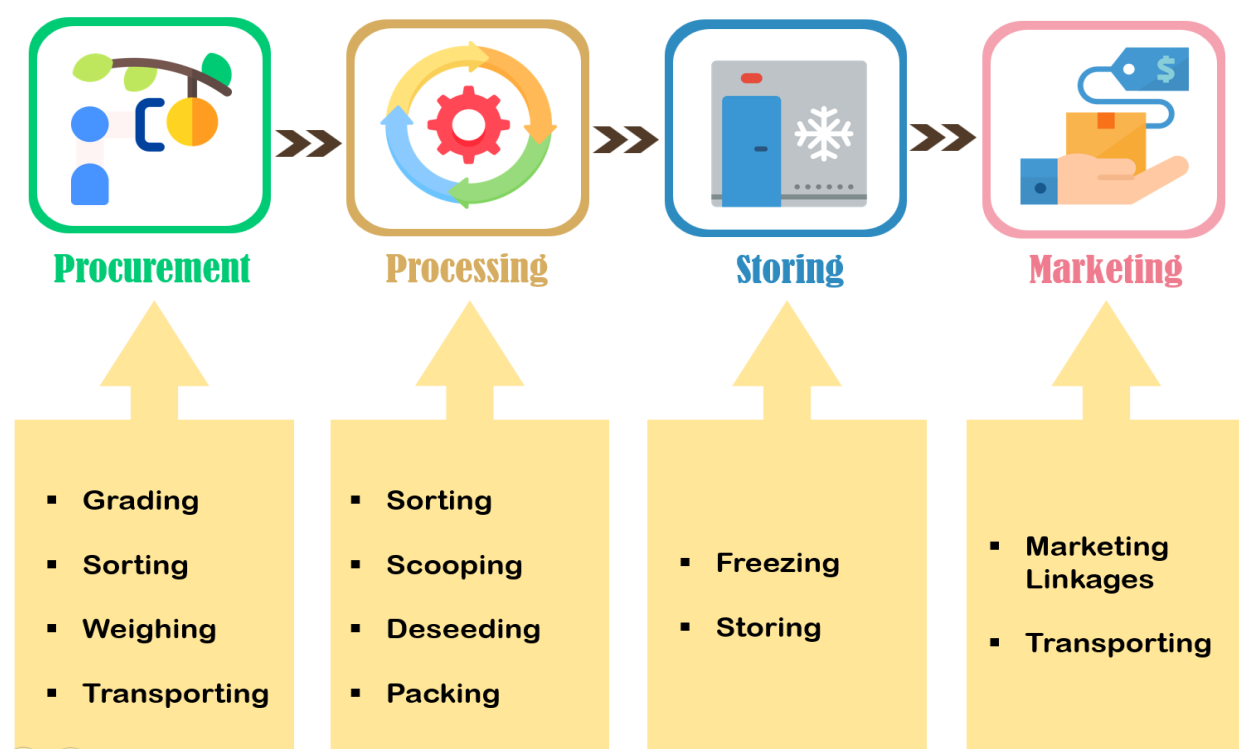 Procurement
Processing
Storing
Marketing
▪ Grading
▪ Sorting
▪ Weighing
▪ Transporting
▪ Sorting
▪ Scooping
▪ Deseeding
▪ Packing
▪ Freezing
▪ Storing
▪ Marketing
Linkages
▪ Transporting
$